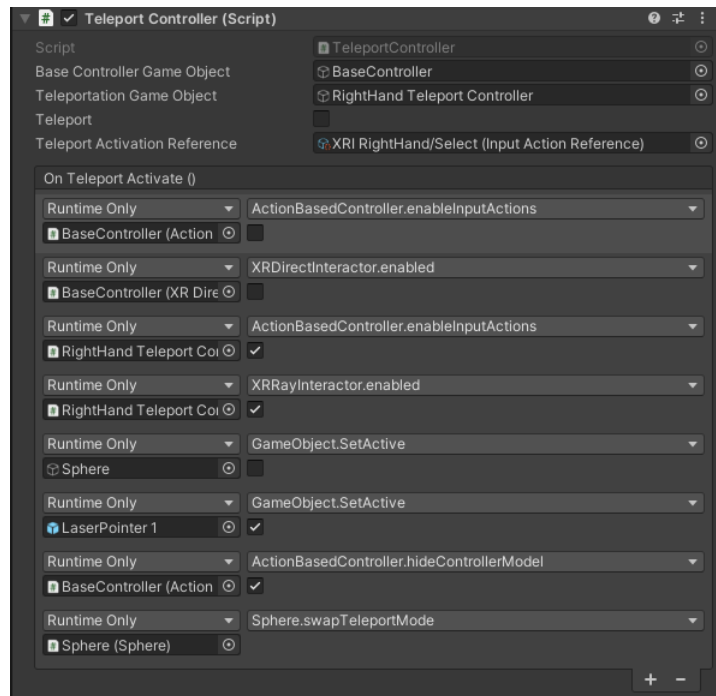 Teleport Controller (Script)
Script TeleportController
Base Controller Game Object BaseController
Teleportation Game Object RightHand Teleport Controller
Teleport
Teleport Activation Reference XRI RightHand/Select (Input Action Reference)
On Teleport Activate ()
Runtime Only ActionBasedController.enableInputActions
BaseController (Action
Runtime Only XRDirectInteractor.enabled
BaseController (XR Dire
Runtime Only ActionBasedController.enableInputActions
RightHand Teleport Co
Runtime Only XRRayInteractor.enabled
RightHand Teleport Co
Runtime Only GameObject.SetActive
Sphere
Runtime Only GameObject.SetActive
LaserPointer 1
Runtime Only ActionBasedController.hideControllerModel
BaseController (Action
Runtime Only Sphere.swapTeleportMode
Sphere (Sphere)